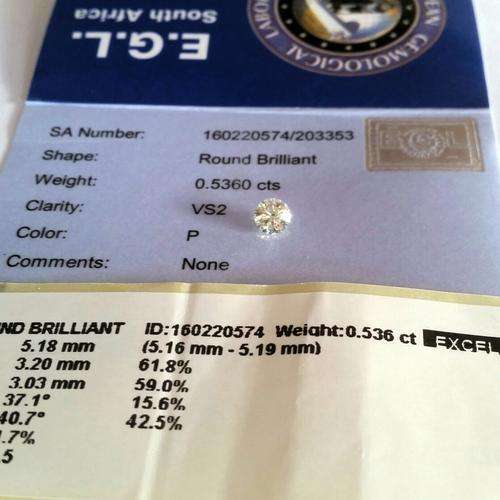 E.G.L.
South Africa
GEMOLOGICAL
SA Number: 160220574/203353
Shape: Round Brilliant
Weight: 0.5360 cts
Clarity: VS2
Color: P
Comments: None
ND BRILLIANT ID:160220574 Weight:0.536 ct EXCEL
5.18 mm (5.16 mm - 5.19 mm)
3.20 mm 61.8%
3.03 mm 59.0%
37.1° 15.6%
40.7° 42.5%
.7%
.5